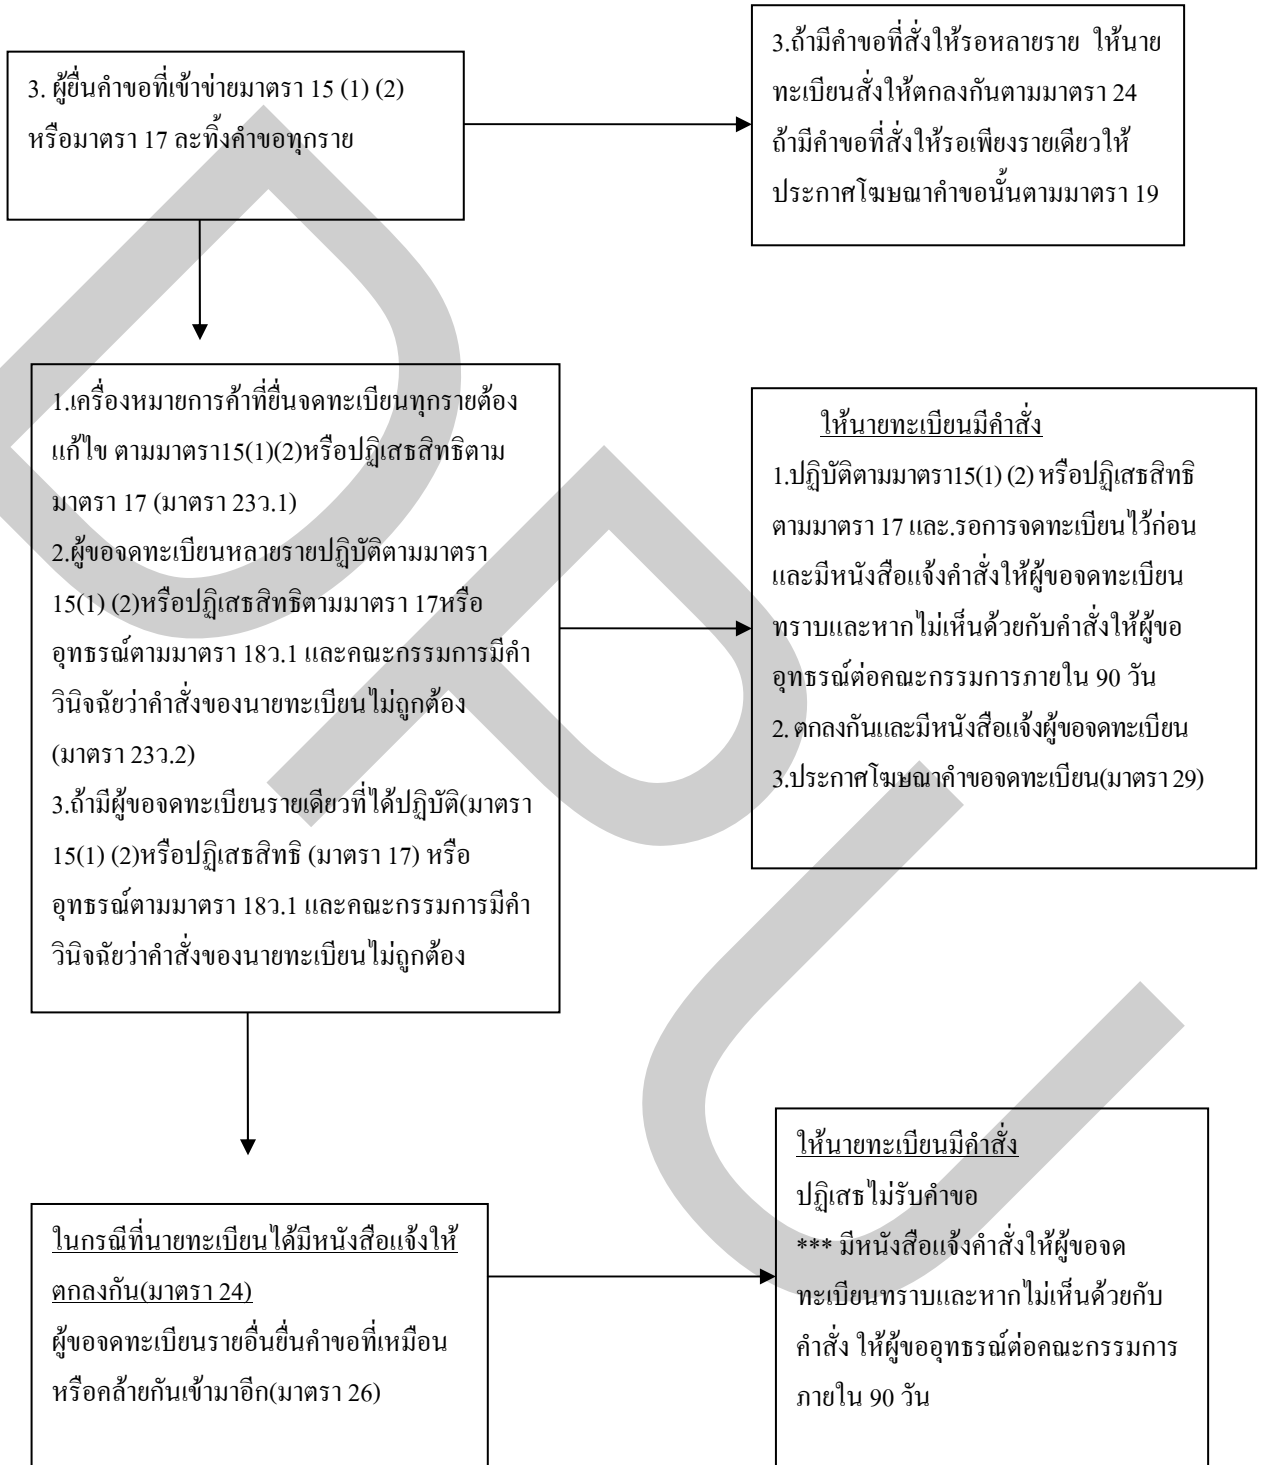 3. ผู้ยื่นคำขอที่เข้าข่ายมาตรา 15 (1) (2)
หรือมาตรา 17 ละทิ้งคำขอทุกราย
3.ถ้ามีคำขอที่สั่งให้รอหลายราย ให้นาย
ทะเบียนสั่งให้ตกลงกันตามมาตรา 24
ถ้ามีคำขอที่สั่งให้รอเพียงรายเดียวให้
ประกาศโฆษณาคำขอนั้นตามมาตรา 19
1.เครื่องหมายการค้าที่ยื่นจดทะเบียนทุกรายต้อง
แก้ไข ตามมาตรา15(1)(2)หรือปฏิเสธสิทธิตาม
มาตรา 17 (มาตรา 23ว.1)
2.ผู้ขอจดทะเบียนหลายรายปฏิบัติตามมาตรา
15(1) (2)หรือปฏิเสธสิทธิตามมาตรา 17หรือ
อุทธรณ์ตามมาตรา 18ว.1 และคณะกรรมการมีคำ
วินิจฉัยว่าคำสั่งของนายทะเบียนไม่ถูกต้อง
(มาตรา 23ว.2)
3.ถ้ามีผู้ขอจดทะเบียนรายเดียวที่ได้ปฏิบัติ(มาตรา
15(1) (2)หรือปฏิเสธสิทธิ (มาตรา 17) หรือ
อุทธรณ์ตามมาตรา 18ว.1 และคณะกรรมการมีคำ
วินิจฉัยว่าคำสั่งของนายทะเบียนไม่ถูกต้อง
ให้นายทะเบียนมีคำสั่ง
1.ปฏิบัติตามมาตรา15(1) (2) หรือปฏิเสธสิทธิ
ตามมาตรา 17 และ.รอการจดทะเบียนไว้ก่อน
และมีหนังสือแจ้งคำสั่งให้ผู้ขอจดทะเบียน
ทราบและหากไม่เห็นด้วยกับคำสั่งให้ผู้ขอ
อุทธรณ์ต่อคณะกรรมการภายใน 90 วัน
2. ตกลงกันและมีหนังสือแจ้งผู้ขอจดทะเบียน
3.ประกาศโฆษณาคำขอจดทะเบียน(มาตรา 29)
ในกรณีที่นายทะเบียนได้มีหนังสือแจ้งให้
ตกลงกัน(มาตรา 24)
ผู้ขอจดทะเบียนรายอื่นยื่นคำขอที่เหมือน
หรือคล้ายกันเข้ามาอีก(มาตรา 26)
ให้นายทะเบียนมีคำสั่ง
ปฏิเสธไม่รับคำขอ
*** มีหนังสือแจ้งคำสั่งให้ผู้ขอจด
ทะเบียนทราบและหากไม่เห็นด้วยกับ
คำสั่ง ให้ผู้ขออุทธรณ์ต่อคณะกรรมการ
ภายใน 90 วัน
DPU